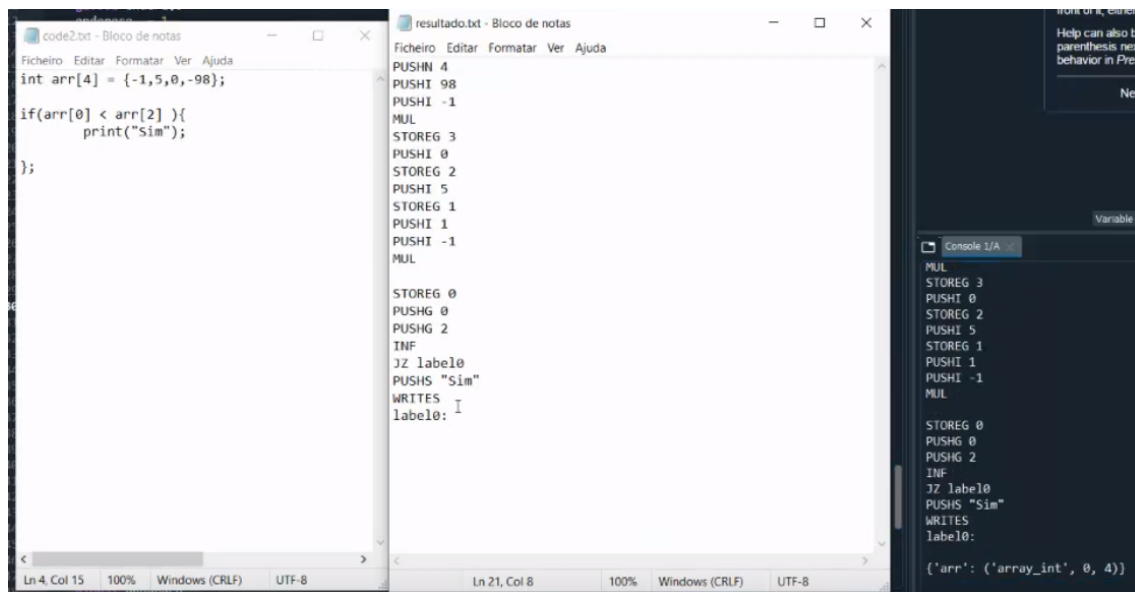 code2.txt - Bloco de notas
Ficheiro Editar Formatar Ver Ajuda
int arr[4] = {-1,5,0,-98};
if(arr[0] < arr[2] ){
print("Sim");
};
Ln 4, Col 15 100% Windows (CRLF) UTF-8
resultado.txt - Bloco de notas
Ficheiro Editar Formatar Ver Ajuda
PUSHN 4
PUSHI 98
PUSHI -1
MUL
STOREG 3
PUSHI 0
STOREG 2
PUSHI 5
STOREG 1
PUSHI 1
PUSHI -1
MUL
STOREG 0
PUSHG 0
PUSHG 2
INF
JZ label0
PUSHS "Sim"
WRITES
label0:
Ln 21, Col 8 100% Windows (CRLF) UTF-8
front of it, either
Help can also b
parenthesis nex
behavior in Pre
Ne
Variable
Console 1/A
MUL
STOREG 3
PUSHI 0
STOREG 2
PUSHI 5
STOREG 1
PUSHI 1
PUSHI -1
MUL
STOREG 0
PUSHG 0
PUSHG 2
INF
JZ label0
PUSHS "Sim"
WRITES
label0:
{'arr': ('array_int', 0, 4)}